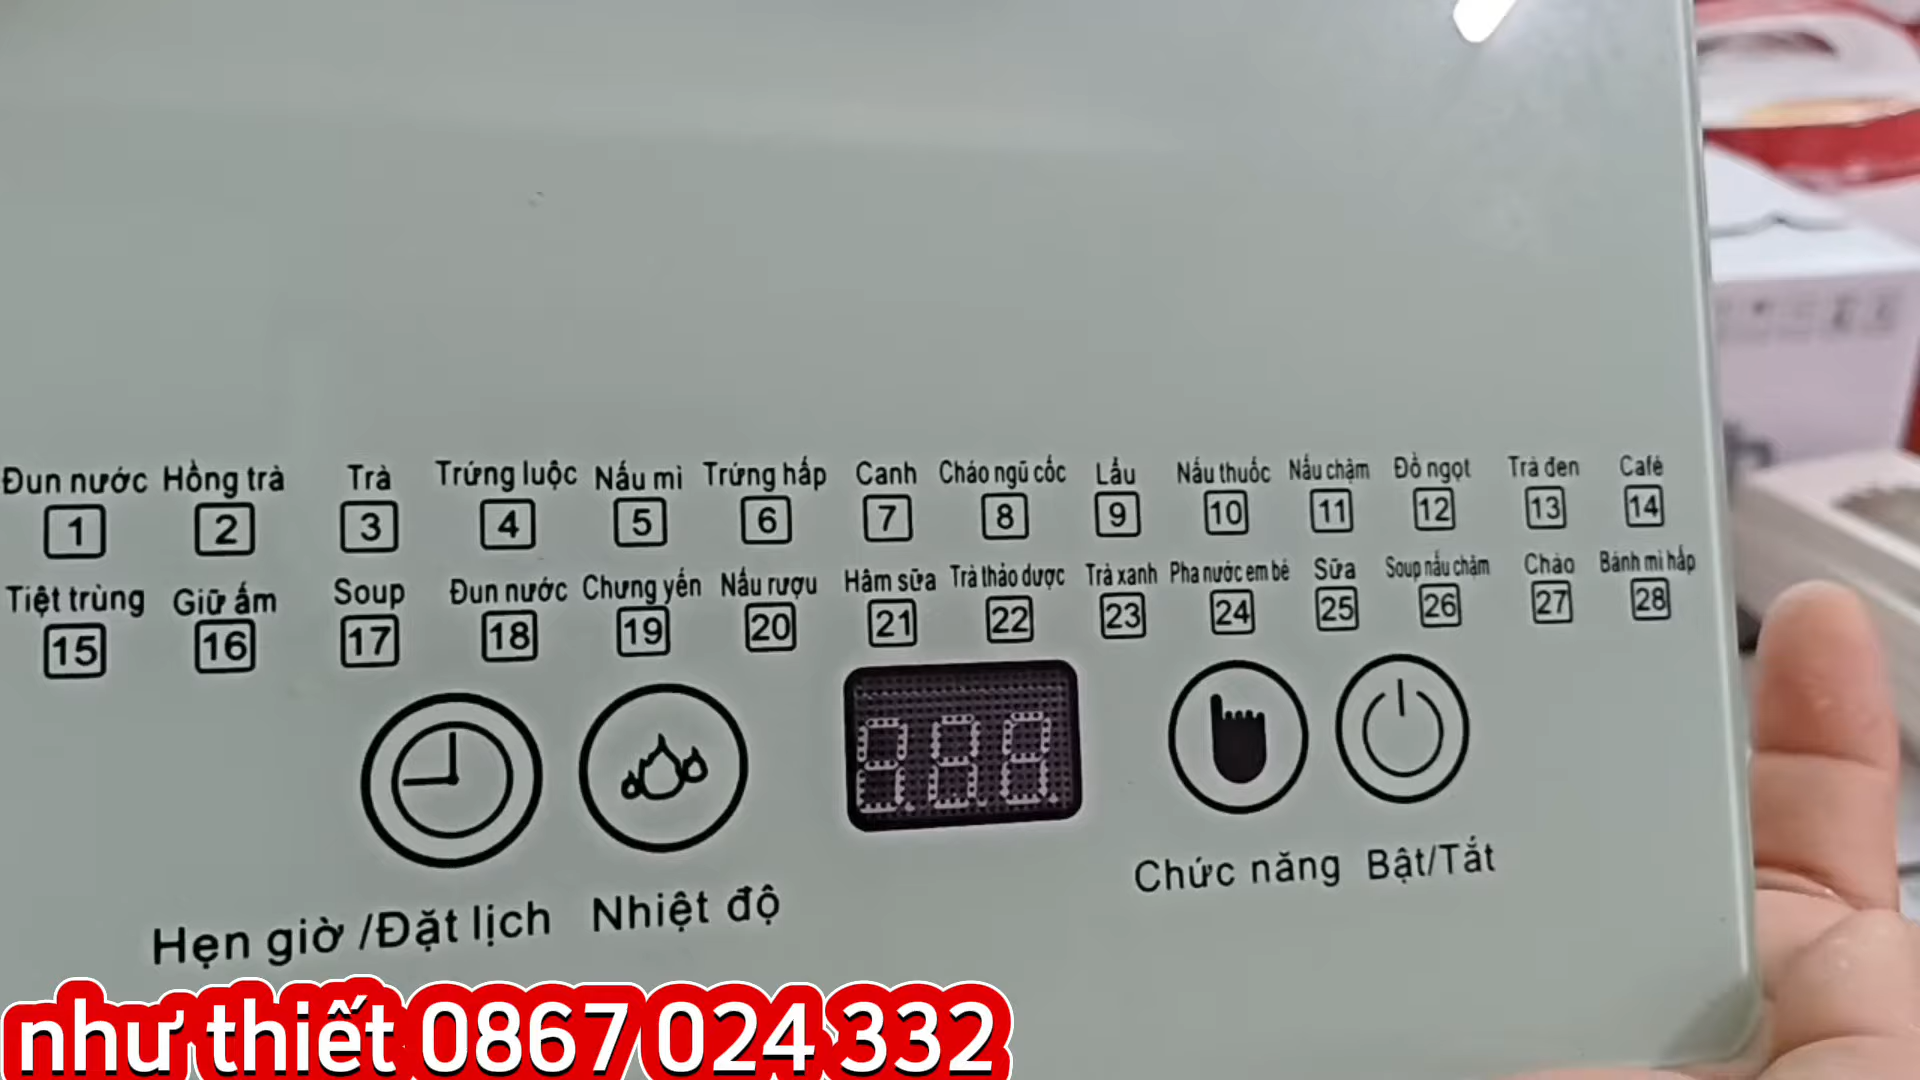 Đun nước Hồng trà Trà Trứng luộc Nấu mì Trứng hấp Canh Cháo ngũ cốc Lẩu Nấu thuốc Nấu chậm Đồ ngọt Trà đen Café
1 2 3 4 5 6 7 8 9 10 11 12 13 14
Tiệt trùng Giữ ấm Soup Đun nước Chưng yến Nấu rượu Hâm sữa Trà thảo dược Trà xanh Pha nước em bé Sữa Soup nấu chậm Cháo Bánh mì hấp
15 16 17 18 19 20 21 22 23 24 25 26 27 28
888
Hẹn giờ /Đặt lịch Nhiệt độ Chức năng Bật/Tắt
như thiết 0867 024 332